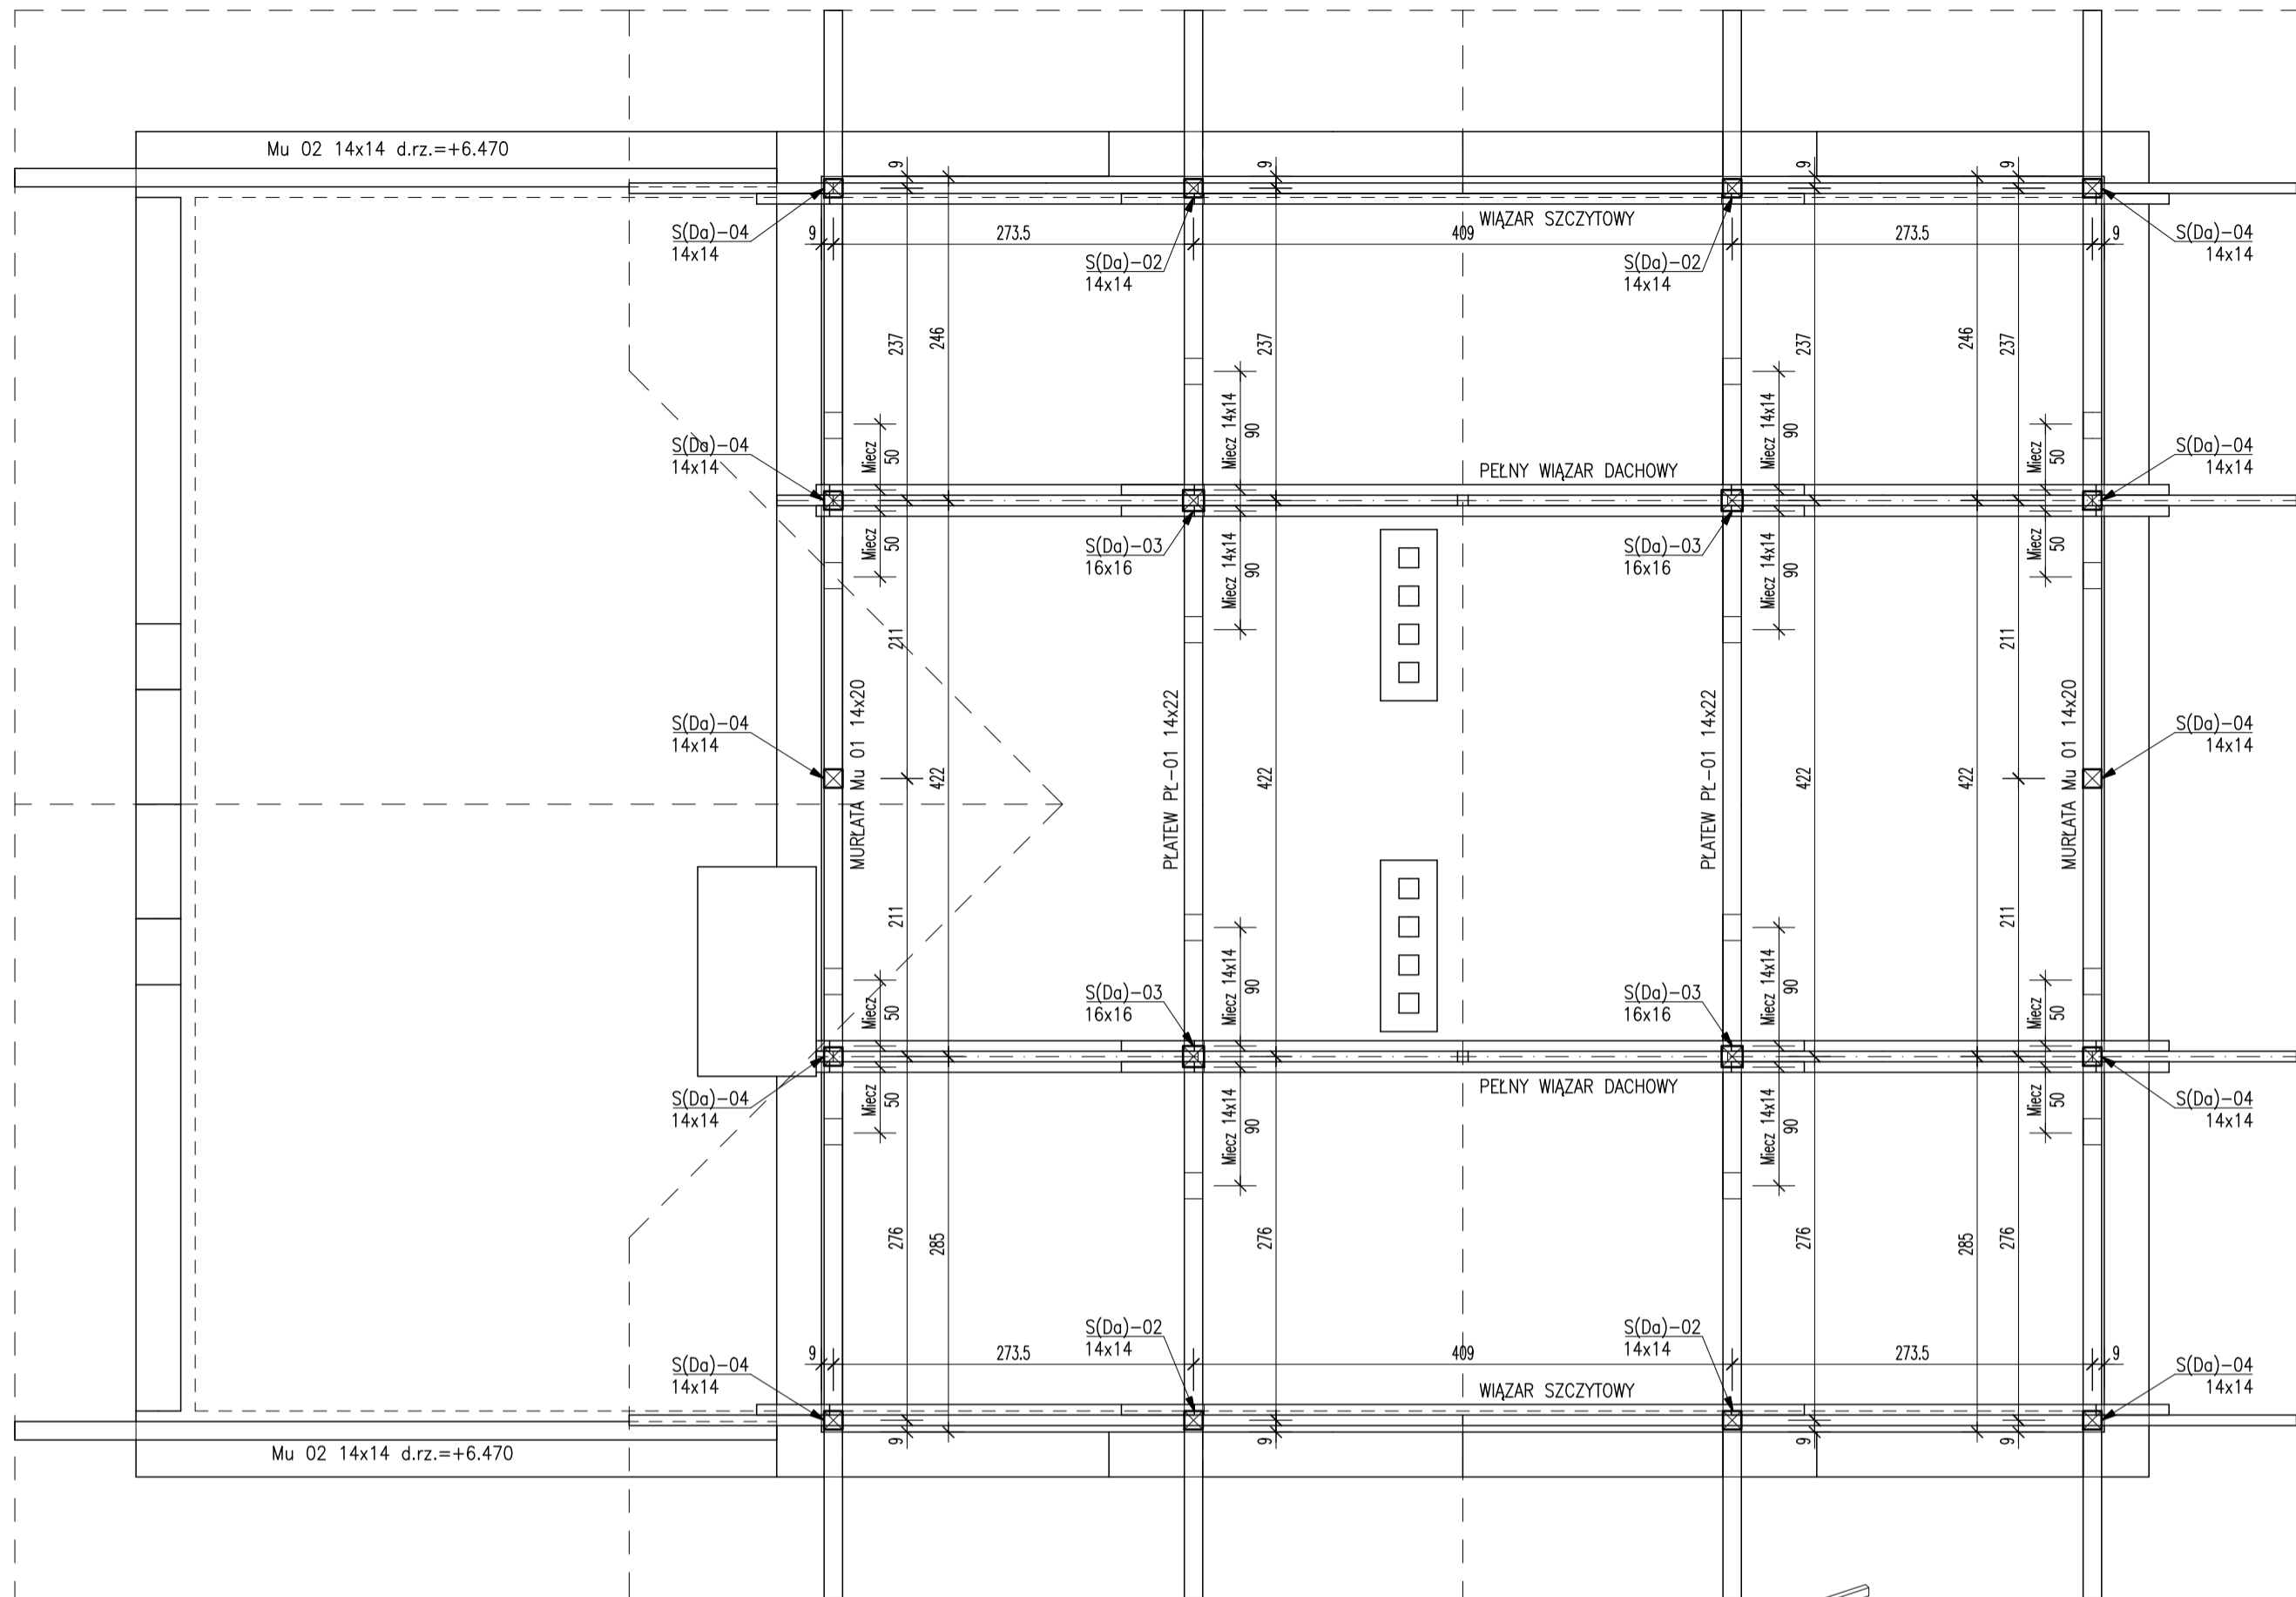 Mu 02 14x14 d.rz.=+6.470
9
9
9
9
WIĄZAR SZCZYTOWY
S(Da)-04
14x14
9
273.5
409
273.5
9
S(Da)-04
14x14
S(Da)-02
14x14
S(Da)-02
14x14
237
246
237
237
246
237
Miecz 14x14
90
Miecz 14x14
90
S(Da)-04
14x14
Miecz
50
PEŁNY WIĄZAR DACHOWY
Miecz
50
S(Da)-04
14x14
Miecz
50
S(Da)-03
16x16
Miecz 14x14
90
S(Da)-03
16x16
Miecz 14x14
90
Miecz
50
211
211
S(Da)-04
14x14
MURŁATA Mu 01 14x20
422
PŁATEW PŁ-01 14x22
422
PŁATEW PŁ-01 14x22
422
422
MURŁATA Mu 01 14x20
S(Da)-04
14x14
211
211
Miecz 14x14
90
Miecz 14x14
90
Miecz
50
S(Da)-03
16x16
S(Da)-03
16x16
Miecz
50
S(Da)-04
14x14
Miecz
50
PEŁNY WIĄZAR DACHOWY
Miecz 14x14
90
Miecz 14x14
90
Miecz
50
S(Da)-04
14x14
276
285
276
276
285
276
S(Da)-02
14x14
S(Da)-02
14x14
S(Da)-04
14x14
9
273.5
409
273.5
9
S(Da)-04
14x14
WIĄZAR SZCZYTOWY
9
9
9
9
Mu 02 14x14 d.rz.=+6.470